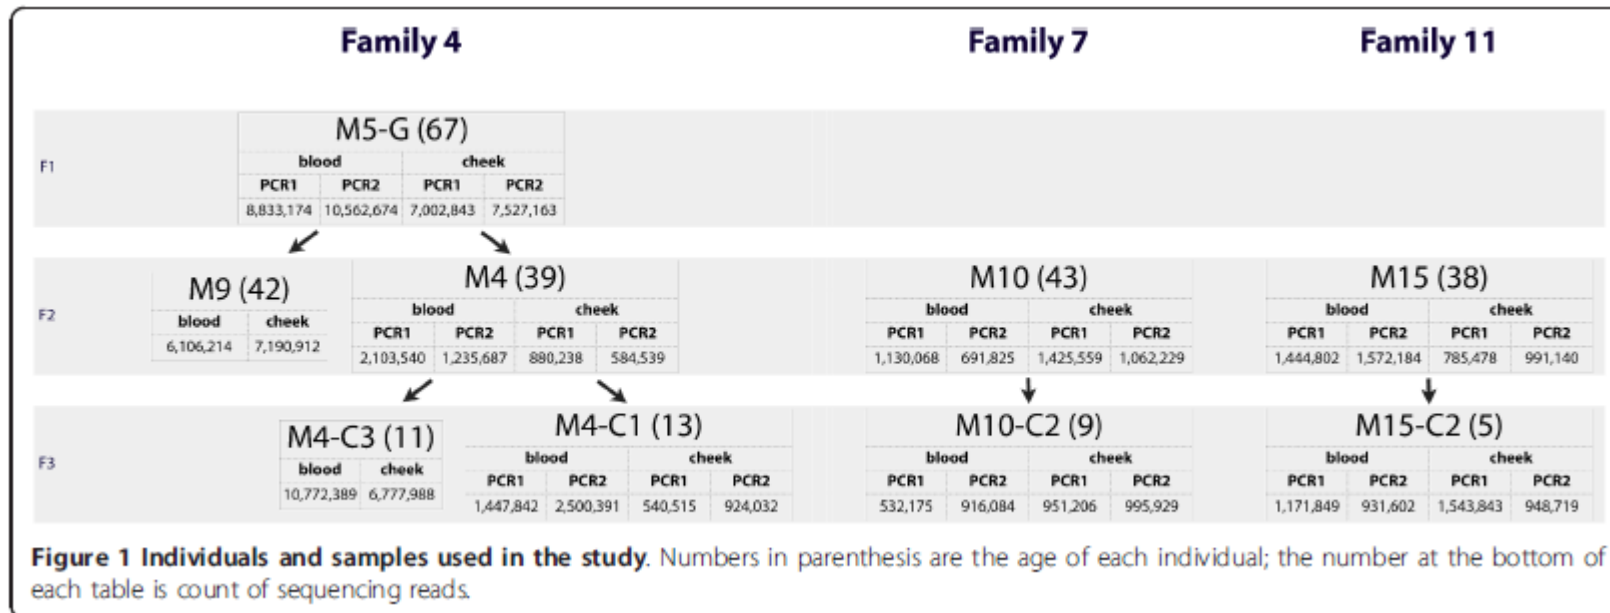 Family 4 Family 7 Family 11
F1
M5-G (67)
blood cheek
PCR1 PCR2 PCR1 PCR2
8,833,174 10,562,674 7,002,843 7,527,163
F2
M9 (42)
blood cheek
6,106,214 7,190,912
M4 (39)
blood cheek
PCR1 PCR2 PCR1 PCR2
2,103,540 1,235,687 880,238 584,539
M10 (43)
blood cheek
PCR1 PCR2 PCR1 PCR2
1,130,068 691,825 1,425,559 1,062,229
M15 (38)
blood cheek
PCR1 PCR2 PCR1 PCR2
1,444,802 1,572,184 785,478 991,140
F3
M4-C3 (11)
blood cheek
10,772,389 6,777,988
M4-C1 (13)
blood cheek
PCR1 PCR2 PCR1 PCR2
1,447,842 2,500,391 540,515 924,032
M10-C2 (9)
blood cheek
PCR1 PCR2 PCR1 PCR2
532,175 916,084 951,206 995,929
M15-C2 (5)
blood cheek
PCR1 PCR2 PCR1 PCR2
1,171,849 931,602 1,543,843 948,719
Figure 1 Individuals and samples used in the study. Numbers in parenthesis are the age of each individual; the number at the bottom of
each table is count of sequencing reads.